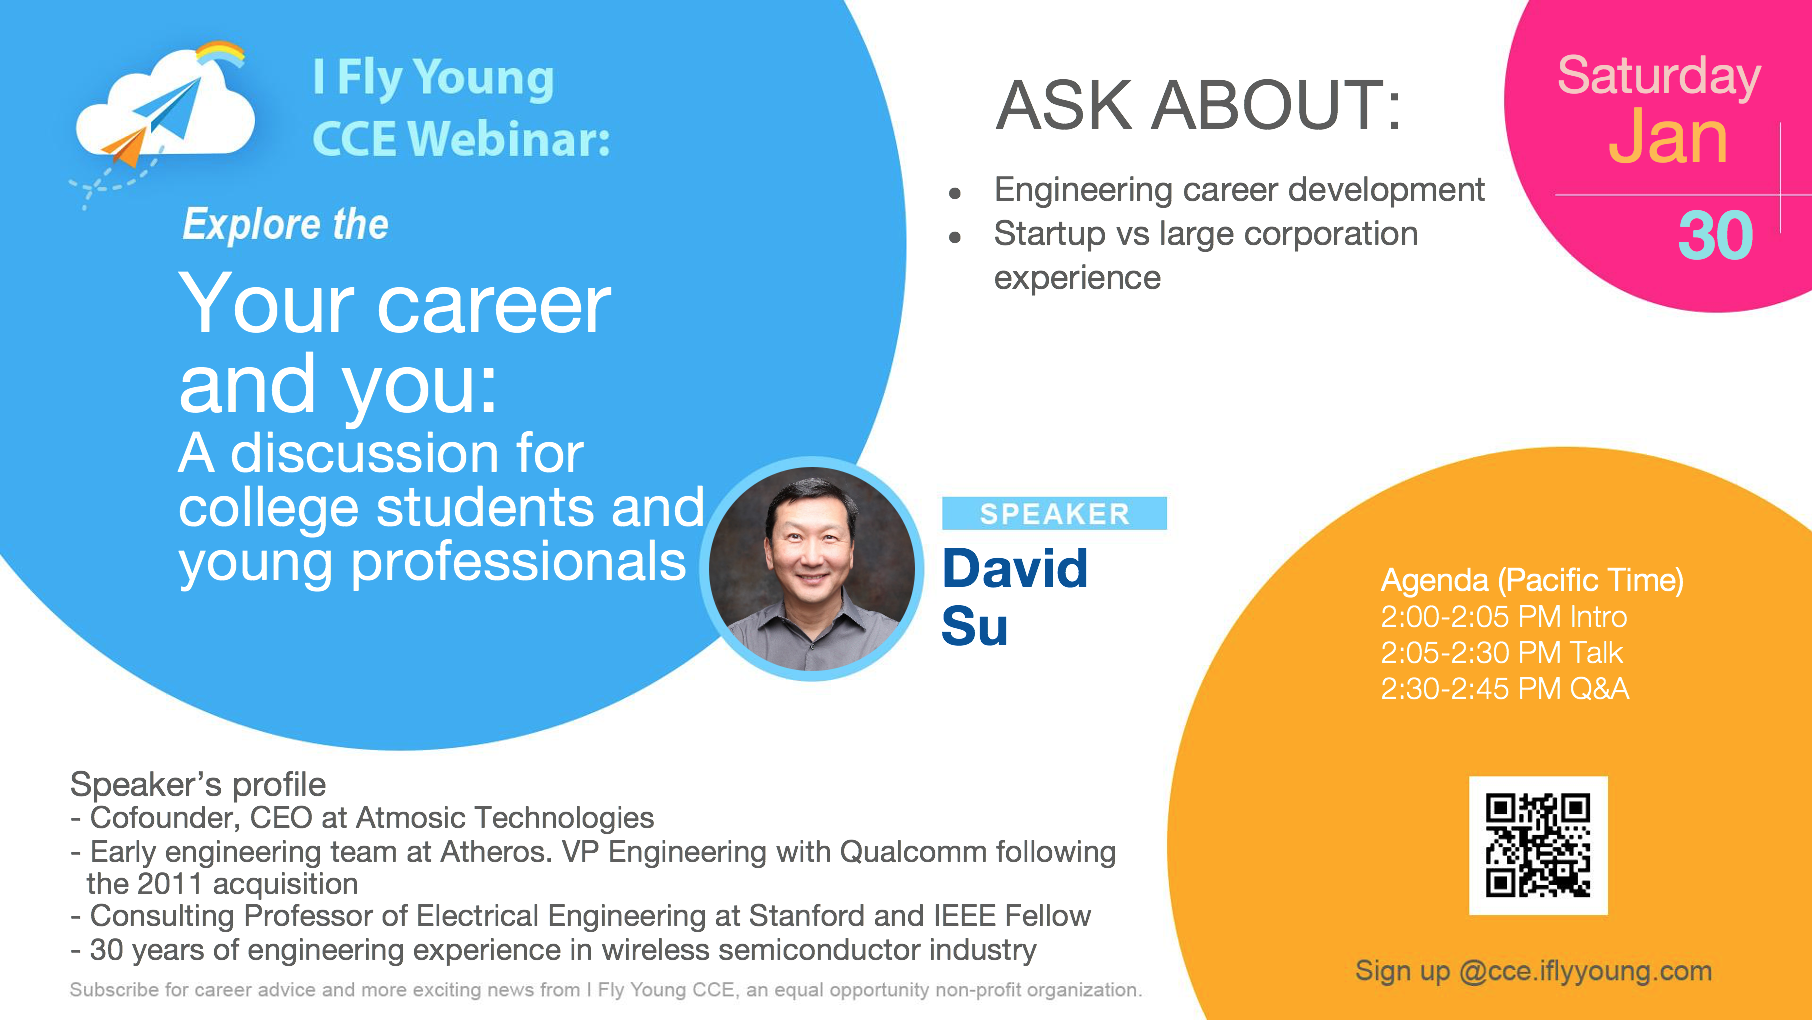 I Fly Young
CCE Webinar:
Explore the
Your career
and you:
A discussion for
college students and
young professionals
ASK ABOUT:
● Engineering career development
● Startup vs large corporation
experience
Saturday
Jan
30
SPEAKER
David
Su
Agenda (Pacific Time)
2:00-2:05 PM Intro
2:05-2:30 PM Talk
2:30-2:45 PM Q&A
Speaker’s profile
- Cofounder, CEO at Atmosic Technologies
- Early engineering team at Atheros. VP Engineering with Qualcomm following
the 2011 acquisition
- Consulting Professor of Electrical Engineering at Stanford and IEEE Fellow
- 30 years of engineering experience in wireless semiconductor industry
Subscribe for career advice and more exciting news from I Fly Young CCE, an equal opportunity non-profit organization.
Sign up @cce.iflyyoung.com